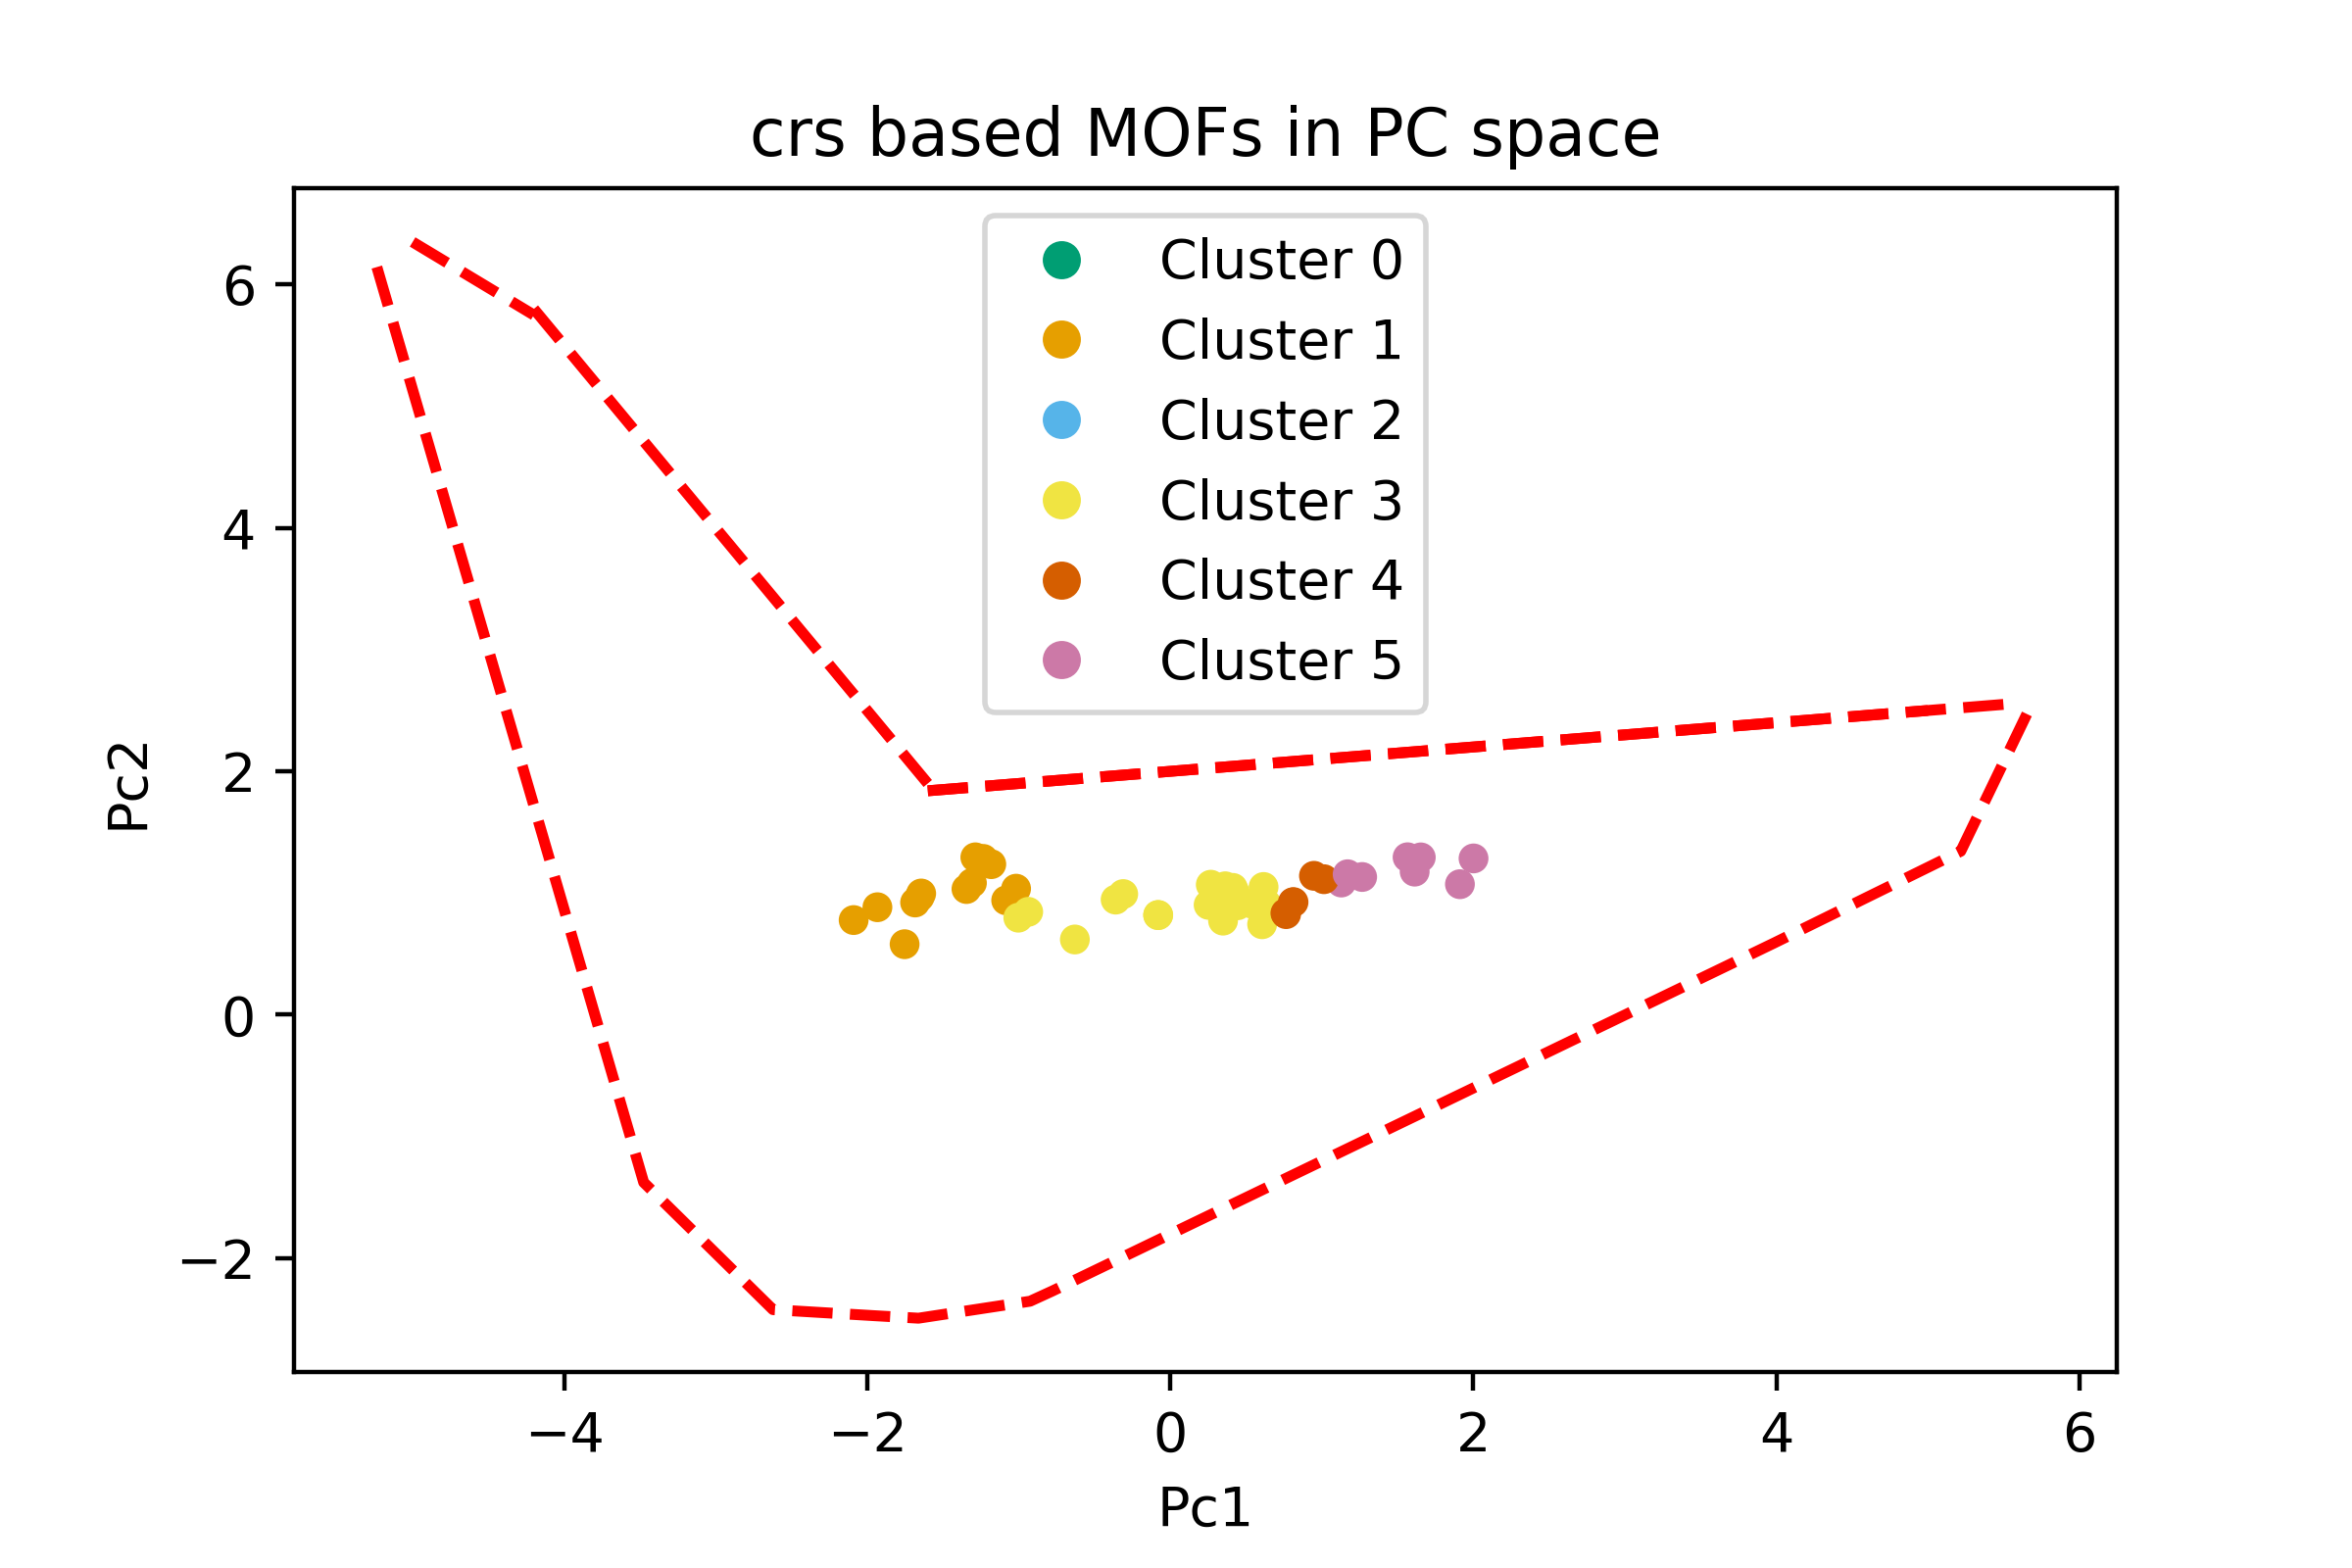 crs based MOFs in PC space
Cluster 0
Cluster 1
Cluster 2
Cluster 3
Cluster 4
Cluster 5
6
4
2
0
−2
Pc2
−4 −2 0 2 4 6
Pc1